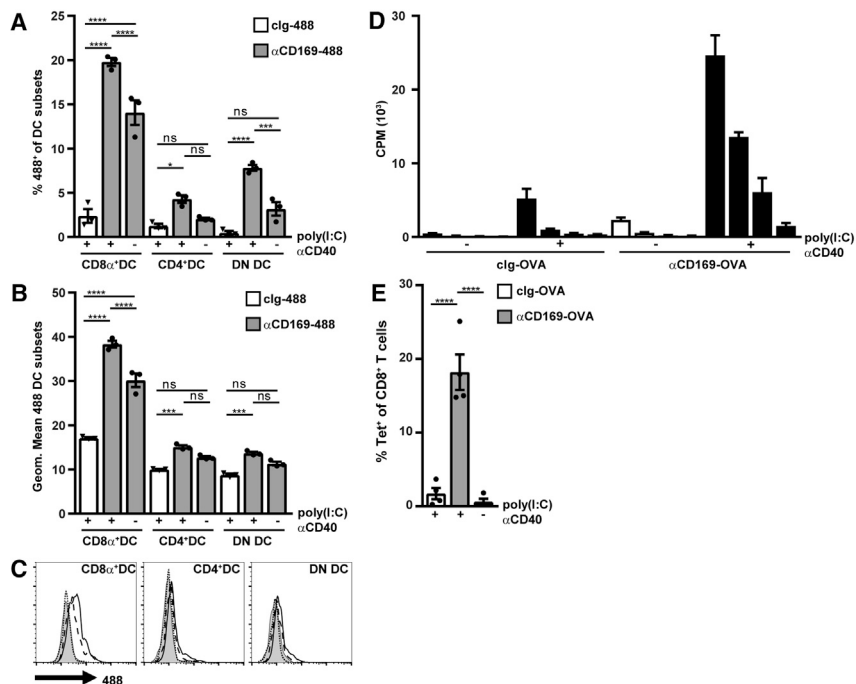 A
cIg-488
αCD169-488
% 488⁺ of DC subsets
25
20
15
10
5
0
****
**** ****
ns
* ns
ns
**** ***
+ + - + + - + + -
poly(I:C)
αCD40
CD8α⁺DC CD4⁺DC DN DC
B
cIg-488
αCD169-488
Geom. Mean 488 DC subsets
50
40
30
20
10
0
****
**** ****
ns
*** ns
ns
*** ns
+ + - + + - + + -
poly(I:C)
αCD40
CD8α⁺DC CD4⁺DC DN DC
C
CD8α⁺DC CD4⁺DC DN DC
488
D
CPM (10³)
30
20
10
0
- + - +
poly(I:C)
αCD40
cIg-OVA αCD169-OVA
E
cIg-OVA
αCD169-OVA
% Tet⁺ of CD8⁺ T cells
30
20
10
0
**** ****
+ + -
poly(I:C)
αCD40